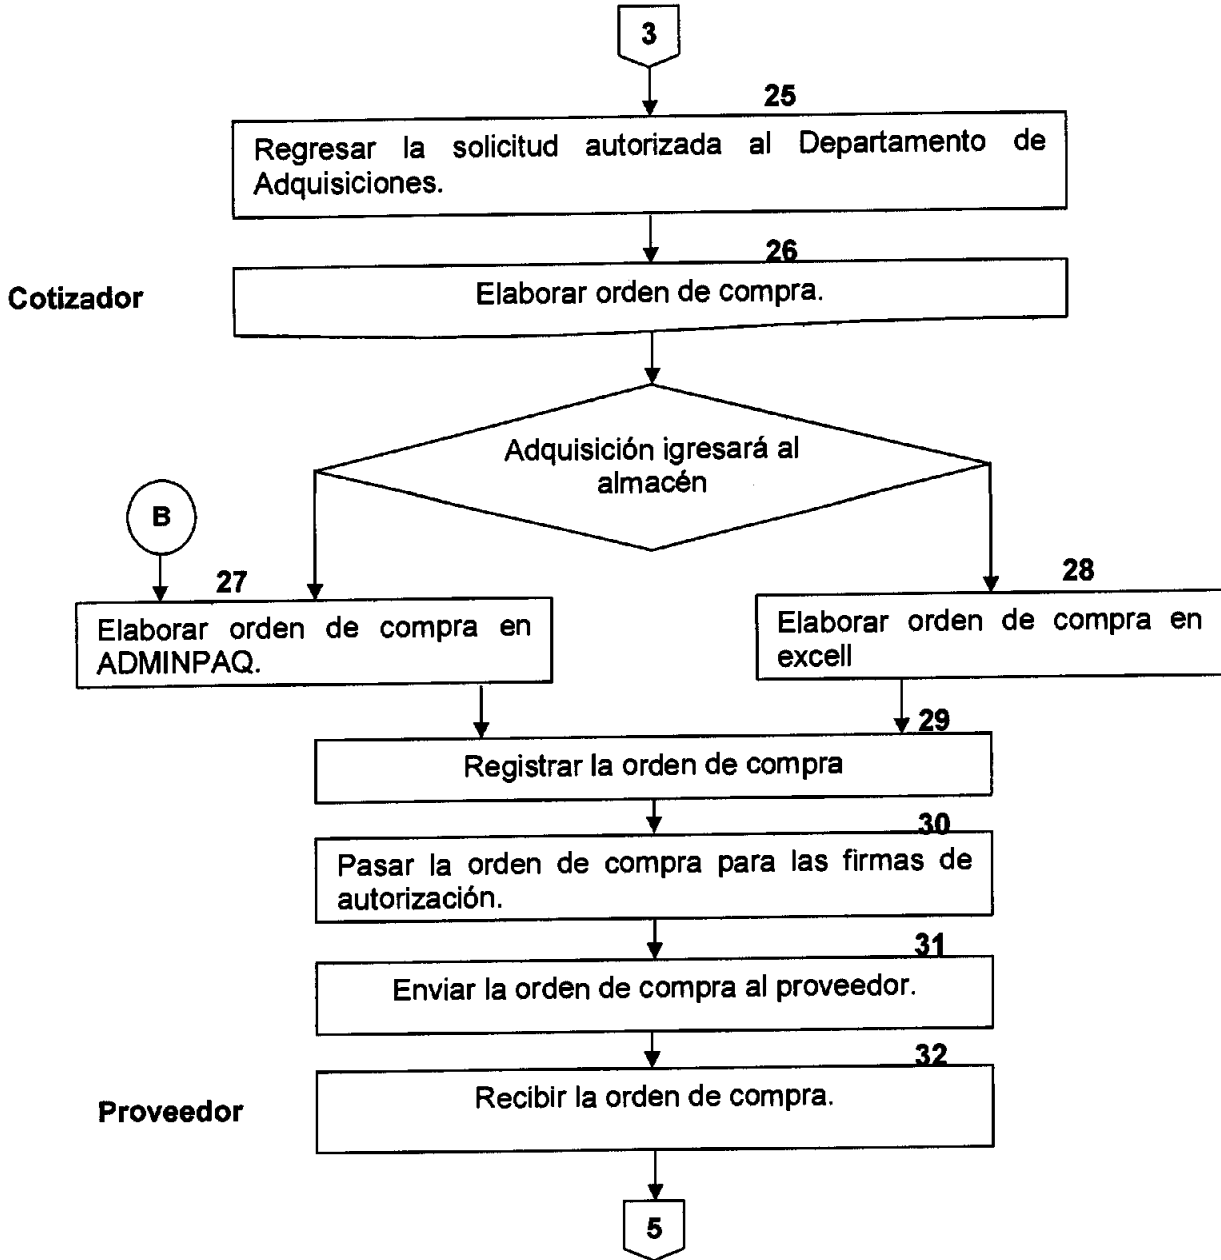 3
25
Regresar la solicitud autorizada al Departamento de
Adquisiciones.
26
Cotizador
Elaborar orden de compra.
Adquisición igresará al
almacén
B
27
28
Elaborar orden de compra en
ADMINPAQ.
Elaborar orden de compra en
excell
29
Registrar la orden de compra
30
Pasar la orden de compra para las firmas de
autorización.
31
Enviar la orden de compra al proveedor.
32
Proveedor
Recibir la orden de compra.
5